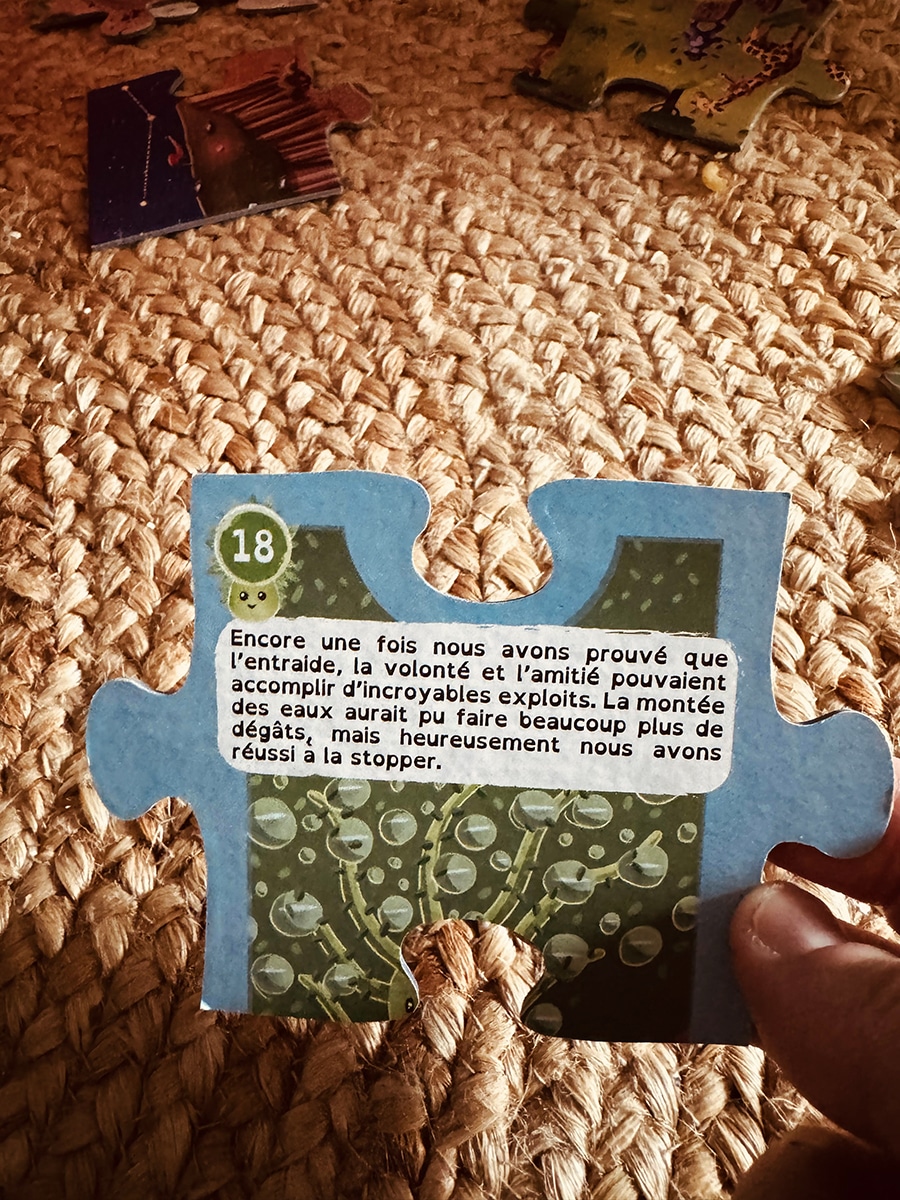 18
Encore une fois nous avons prouvé que
l'entraide, la volonté et l'amitié pouvaient
accomplir d'incroyables exploits. La montée
des eaux aurait pu faire beaucoup plus de
dégâts, mais heureusement nous avons
réussi à la stopper.